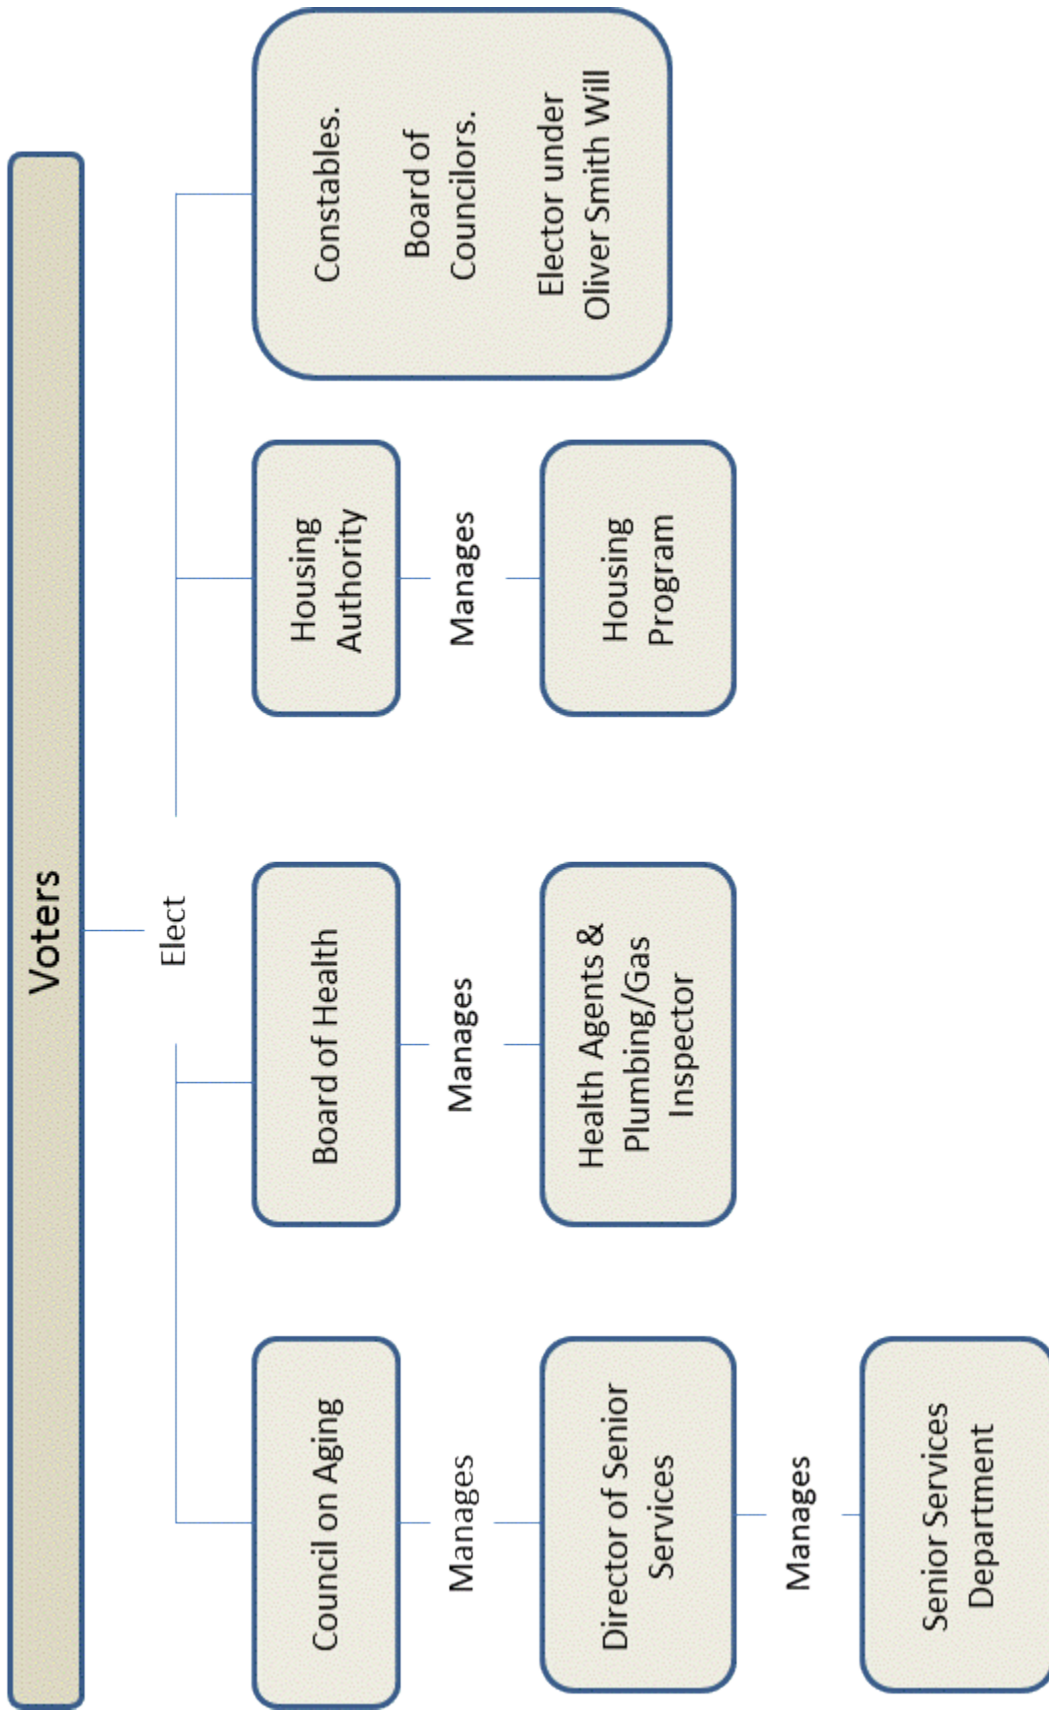 Voters
Elect
Council on Aging
Board of Health
Housing
Authority
Constables.
Board of
Councilors.
Elector under
Oliver Smith Will
Manages
Manages
Manages
Director of Senior
Services
Health Agents &
Plumbing/Gas
Inspector
Housing
Program
Manages
Senior Services
Department